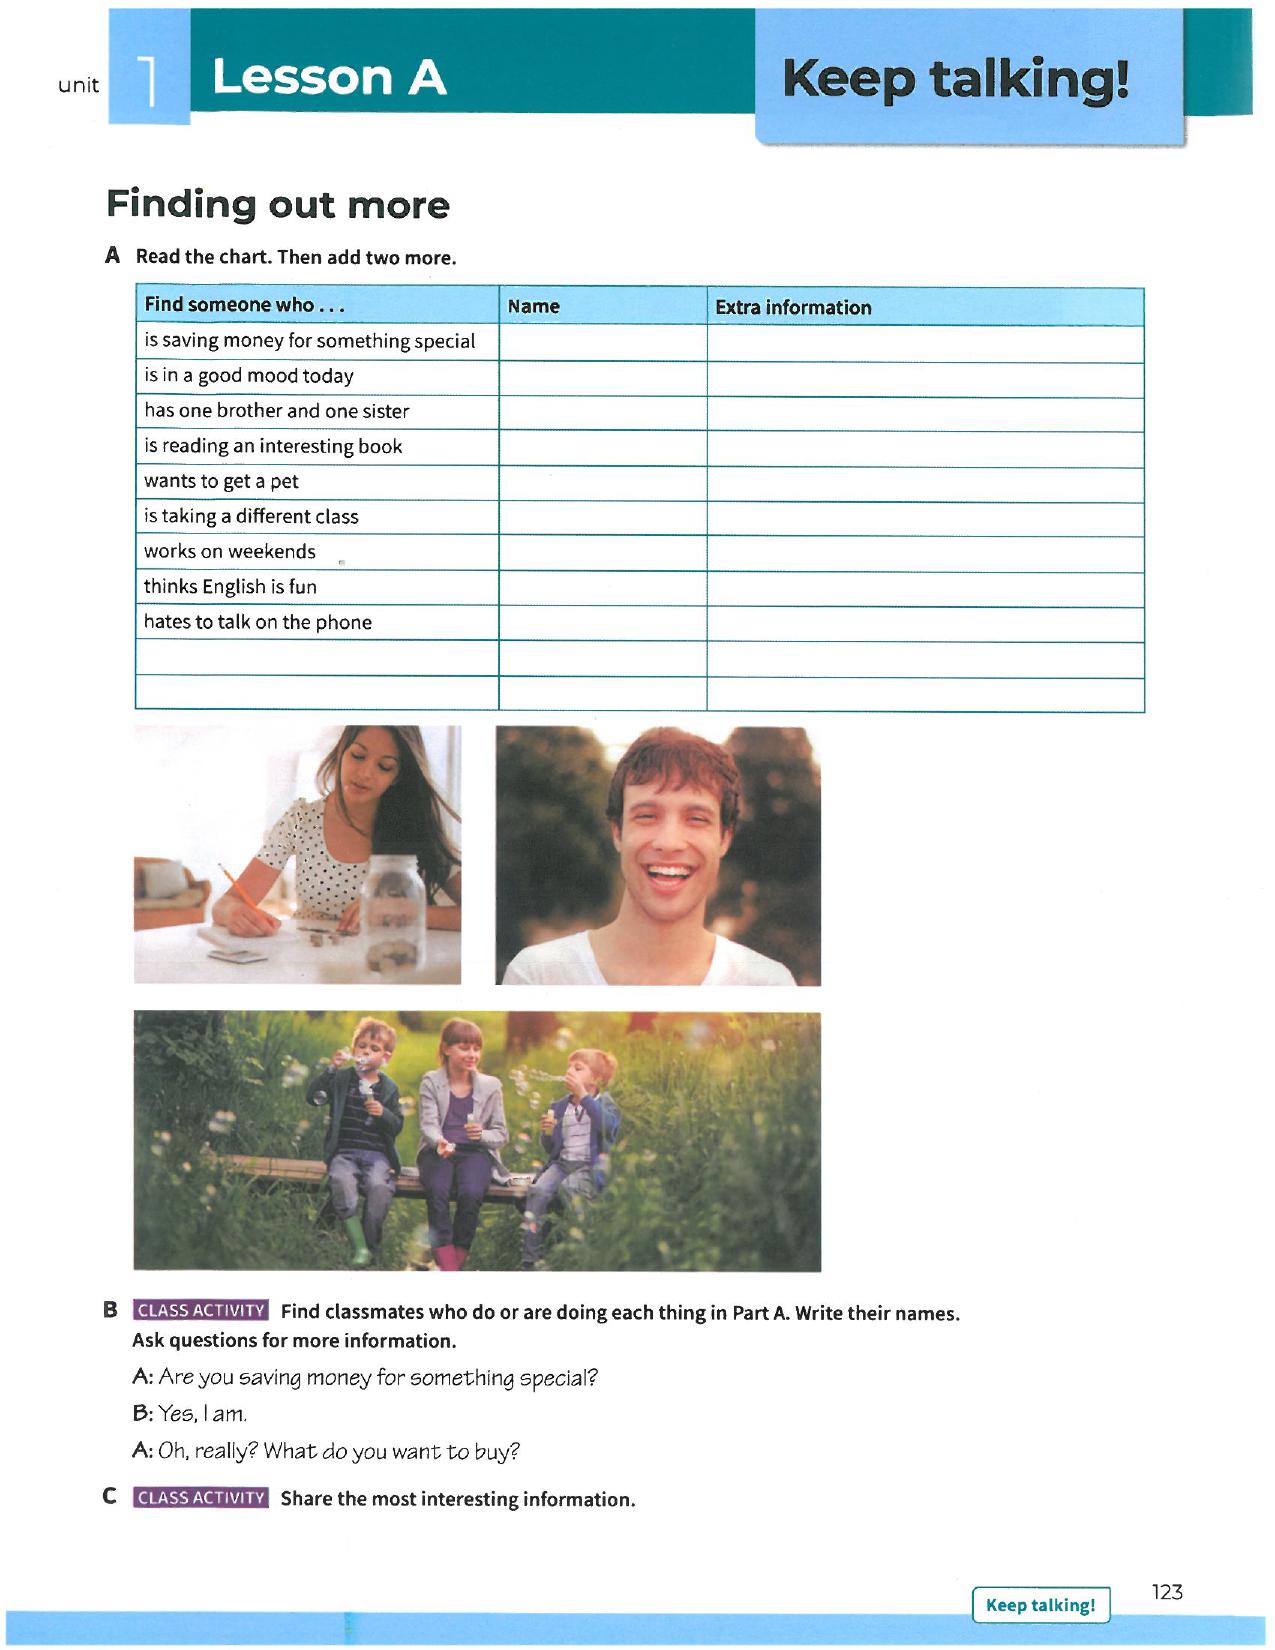 unit 1 Lesson A Keep talking!
Finding out more
A Read the chart. Then add two more.
Find someone who . . . Name Extra information
is saving money for something special
is in a good mood today
has one brother and one sister
is reading an interesting book
wants to get a pet
is taking a different class
works on weekends
thinks English is fun
hates to talk on the phone
B CLASS ACTIVITY Find classmates who do or are doing each thing in Part A. Write their names.
Ask questions for more information.
A: Are you saving money for something special?
B: Yes, I am.
A: Oh, really? What do you want to buy?
C CLASS ACTIVITY Share the most interesting information.
Keep talking! 123